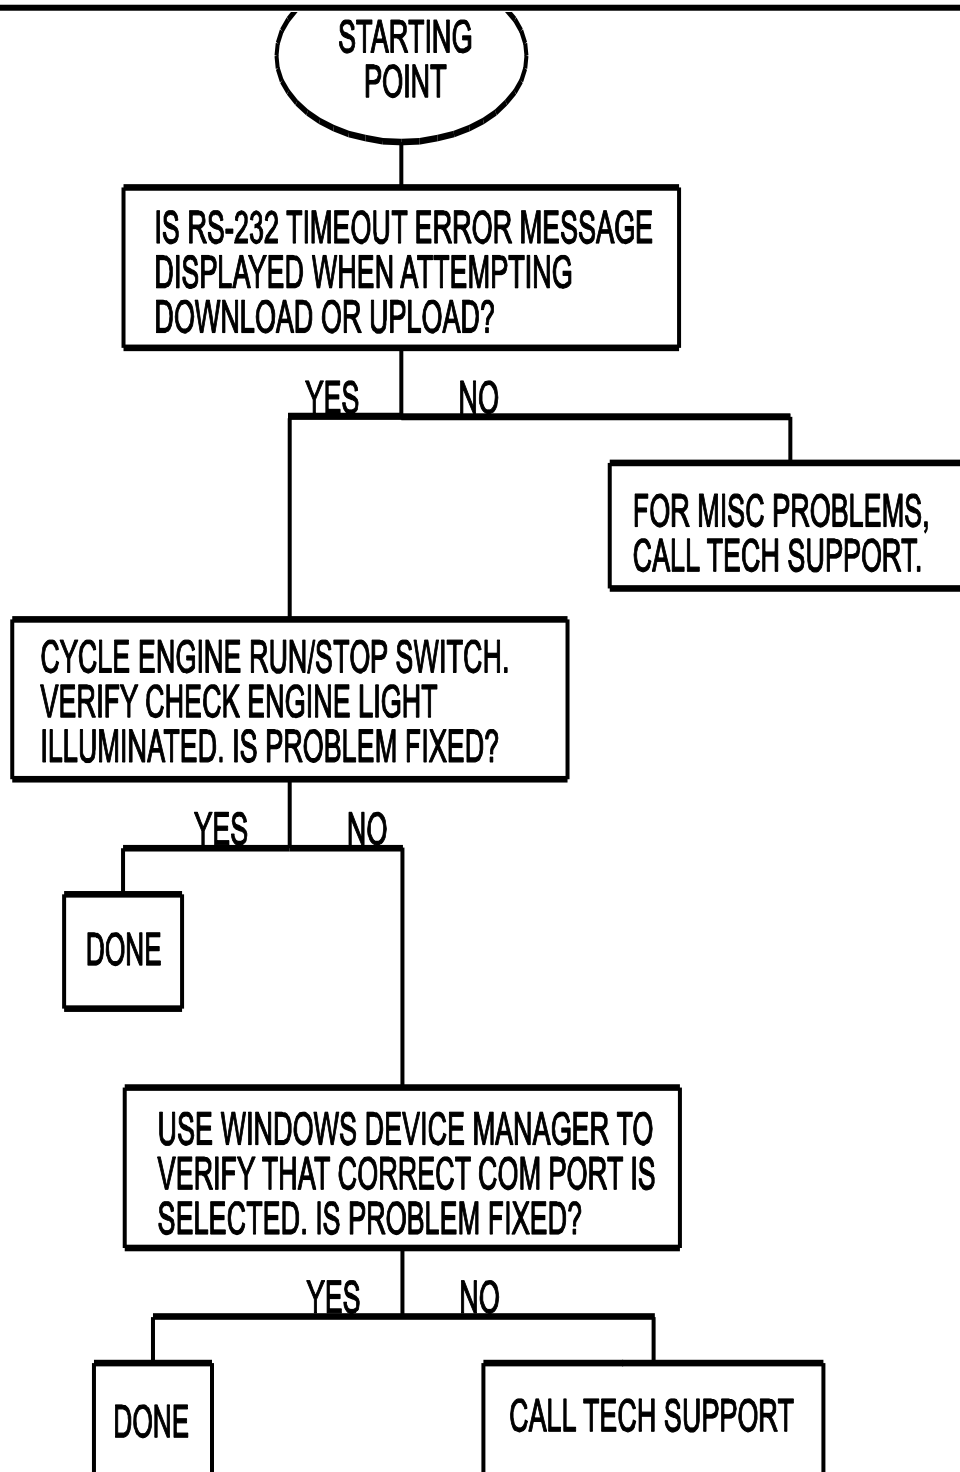 STARTING
POINT
IS RS-232 TIMEOUT ERROR MESSAGE
DISPLAYED WHEN ATTEMPTING
DOWNLOAD OR UPLOAD?
YES
NO
FOR MISC PROBLEMS,
CALL TECH SUPPORT.
CYCLE ENGINE RUN/STOP SWITCH.
VERIFY CHECK ENGINE LIGHT
ILLUMINATED. IS PROBLEM FIXED?
YES
NO
DONE
USE WINDOWS DEVICE MANAGER TO
VERIFY THAT CORRECT COM PORT IS
SELECTED. IS PROBLEM FIXED?
YES
NO
DONE
CALL TECH SUPPORT